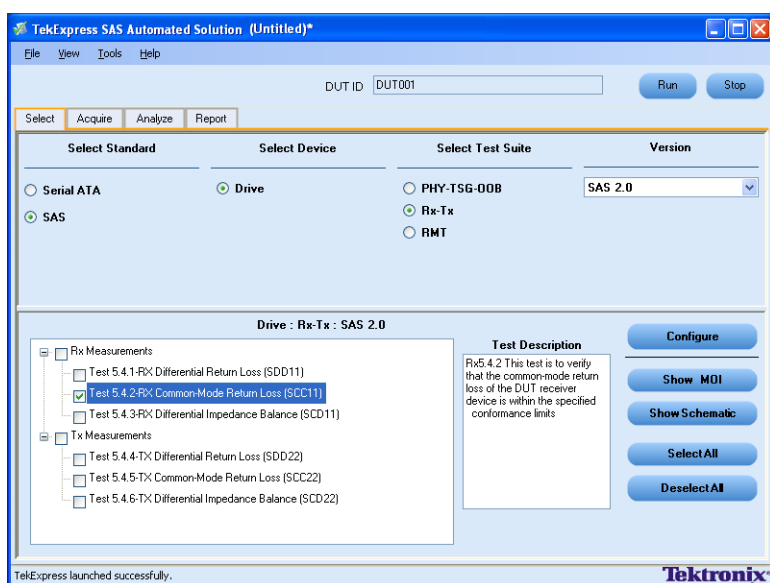 TekExpress SAS Automated Solution (Untitled)*
File View Tools Help
DUT ID DUT001 Run Stop
Select Acquire Analyze Report
Select Standard Select Device Select Test Suite Version
Serial ATA Drive PHY-TSG-OOB SAS 2.0
SAS Rx-Tx
RMT
Drive : Rx-Tx : SAS 2.0
Rx Measurements
Test 5.4.1-RX Differential Return Loss (SDD11)
Test 5.4.2-RX Common-Mode Return Loss (SCC11)
Test 5.4.3-RX Differential Impedance Balance (SCD11)
Tx Measurements
Test 5.4.4-TX Differential Return Loss (SDD22)
Test 5.4.5-TX Common-Mode Return Loss (SCC22)
Test 5.4.6-TX Differential Impedance Balance (SCD22)
Test Description
Rx5.4.2 This test is to verify
that the common-mode return
loss of the DUT receiver
device is within the specified
conformance limits
Configure
Show MOI
Show Schematic
Select All
Deselect All
TekExpress launched successfully.
Tektronix